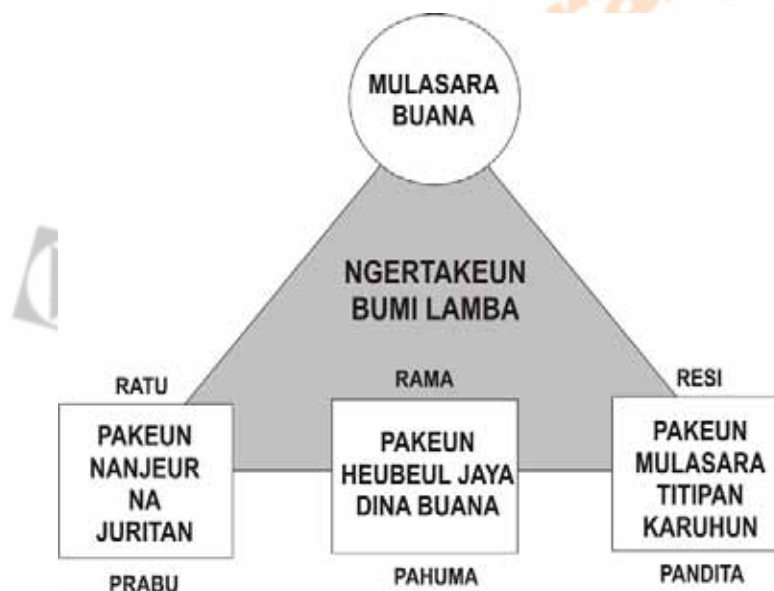 MULASARA
BUANA
NGERTAKEUN
BUMI LAMBA
RATU
RAMA
RESI
PAKEUN
NANJEUR
NA
JURITAN
PAKEUN
HEUBEUL JAYA
DINA BUANA
PAKEUN
MULASARA
TITIPAN
KARUHUN
PRABU
PAHUMA
PANDITA